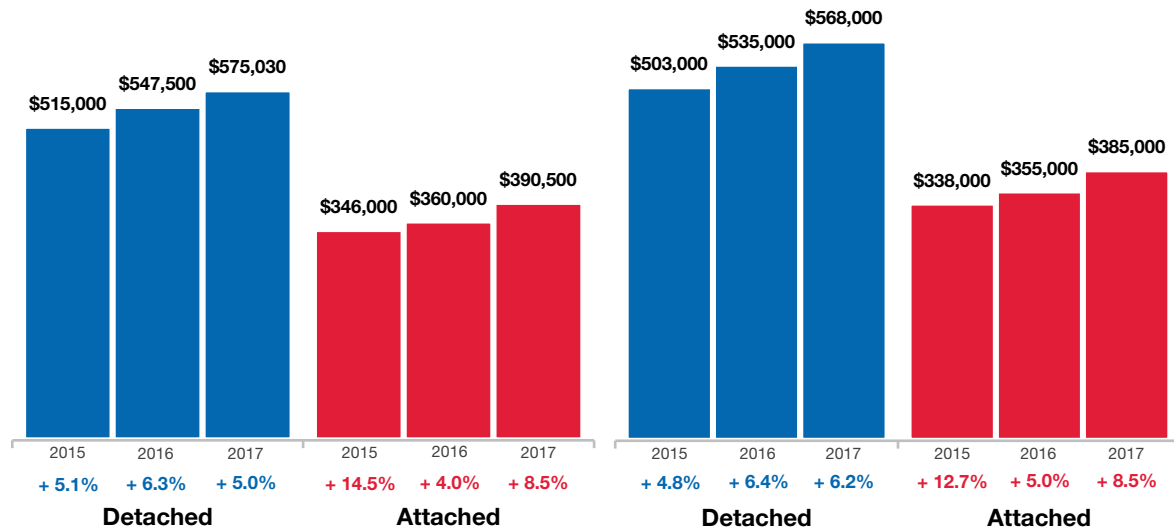 $515,000
$547,500
$575,030
$346,000
$360,000
$390,500
2015 2016 2017 2015 2016 2017
+ 5.1% + 6.3% + 5.0% + 14.5% + 4.0% + 8.5%
Detached Attached
$503,000
$535,000
$568,000
$338,000
$355,000
$385,000
2015 2016 2017 2015 2016 2017
+ 4.8% + 6.4% + 6.2% + 12.7% + 5.0% + 8.5%
Detached Attached